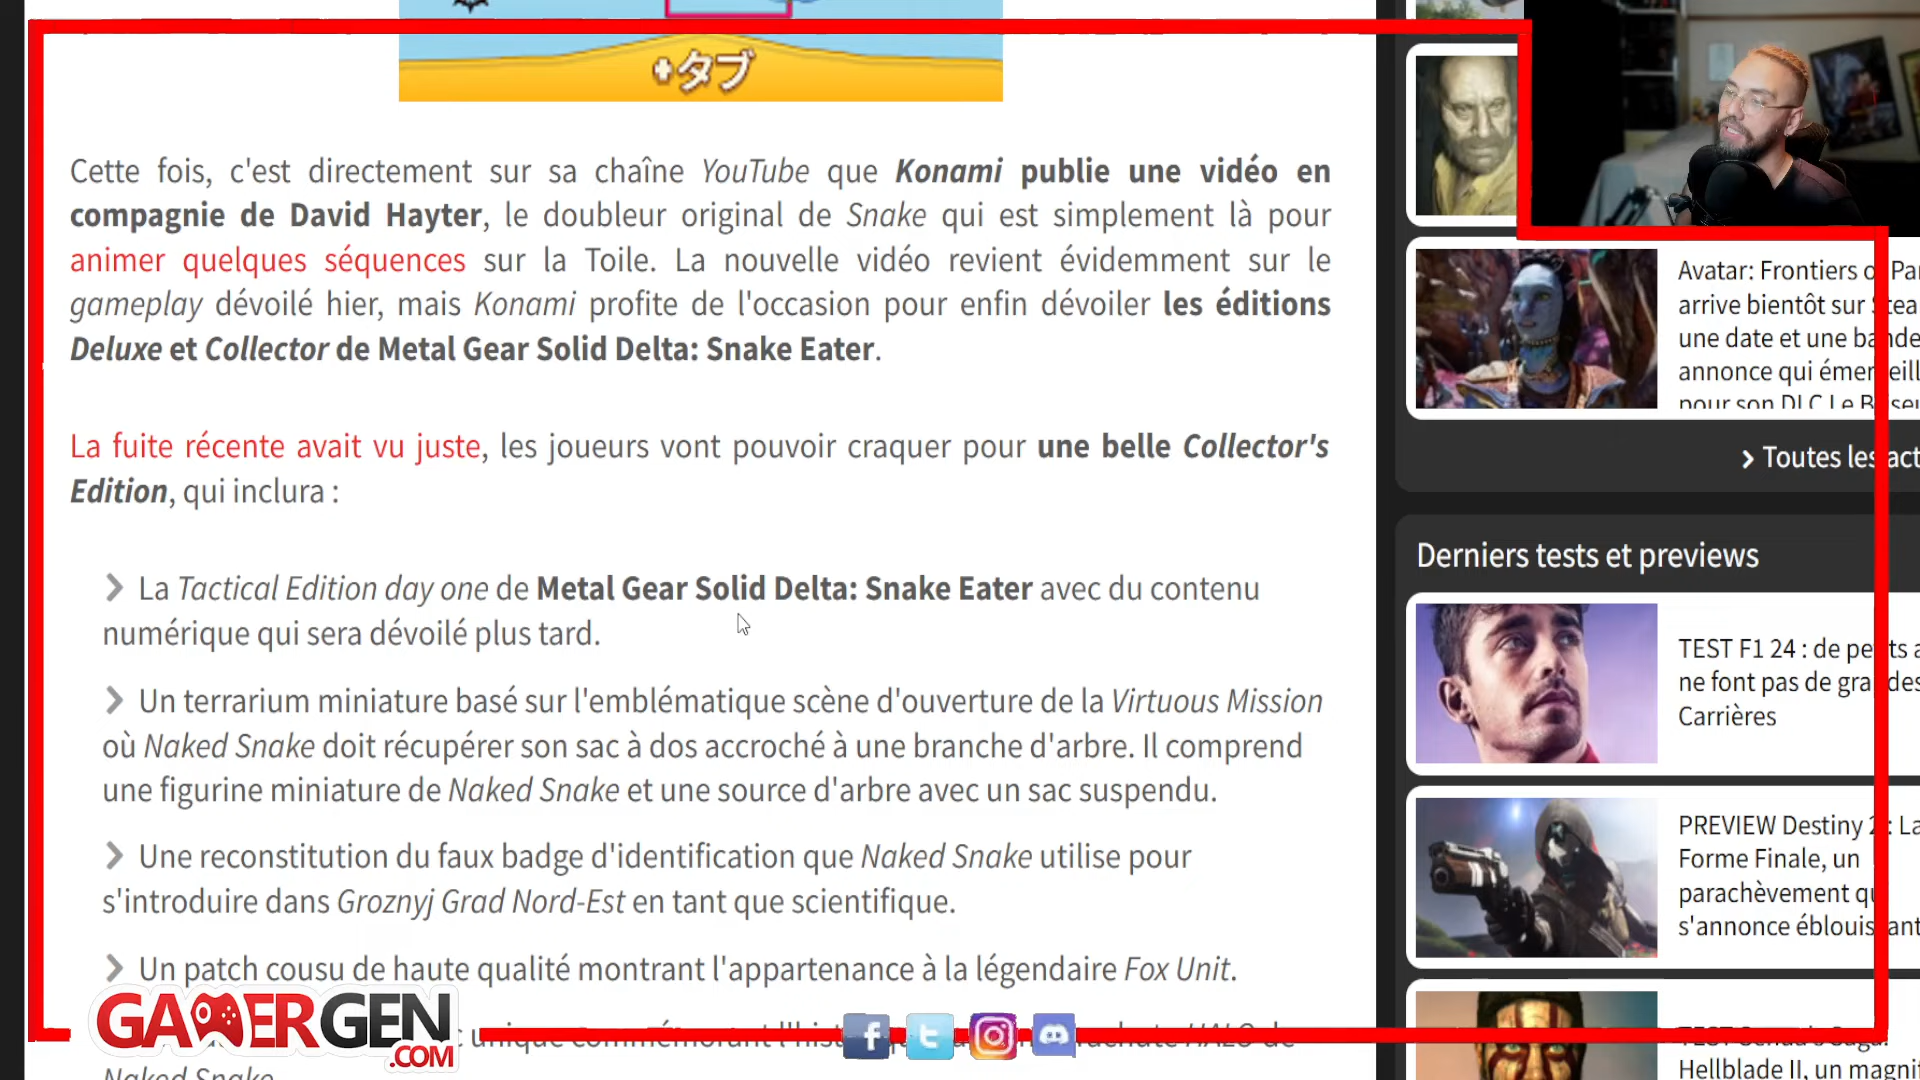 +タブ
Cette fois, c'est directement sur sa chaîne YouTube que Konami publie une vidéo en
compagnie de David Hayter, le doubleur original de Snake qui est simplement là pour
animer quelques séquences sur la Toile. La nouvelle vidéo revient évidemment sur le
gameplay dévoilé hier, mais Konami profite de l'occasion pour enfin dévoiler les éditions
Deluxe et Collector de Metal Gear Solid Delta: Snake Eater.
La fuite récente avait vu juste, les joueurs vont pouvoir craquer pour une belle Collector's
Edition, qui inclura :
La Tactical Edition day one de Metal Gear Solid Delta: Snake Eater avec du contenu
numérique qui sera dévoilé plus tard.
Un terrarium miniature basé sur l'emblématique scène d'ouverture de la Virtuous Mission
où Naked Snake doit récupérer son sac à dos accroché à une branche d'arbre. Il comprend
une figurine miniature de Naked Snake et une source d'arbre avec un sac suspendu.
Une reconstitution du faux badge d'identification que Naked Snake utilise pour
s'introduire dans Groznyj Grad Nord-Est en tant que scientifique.
Un patch cousu de haute qualité montrant l'appartenance à la légendaire Fox Unit.
unique commémorant HALO de
Naked Snake
GAMERGEN
.COM
Avatar: Frontiers
arrive bientôt sur
une date et une
annonce qui
pour son DLC Le
Toutes les
Derniers tests et previews
TEST F1 24 : de
ne font pas de
Carrières
PREVIEW Destiny
Forme Finale, un
parachèvement
s'annonce
TEST
Hellblade II, un